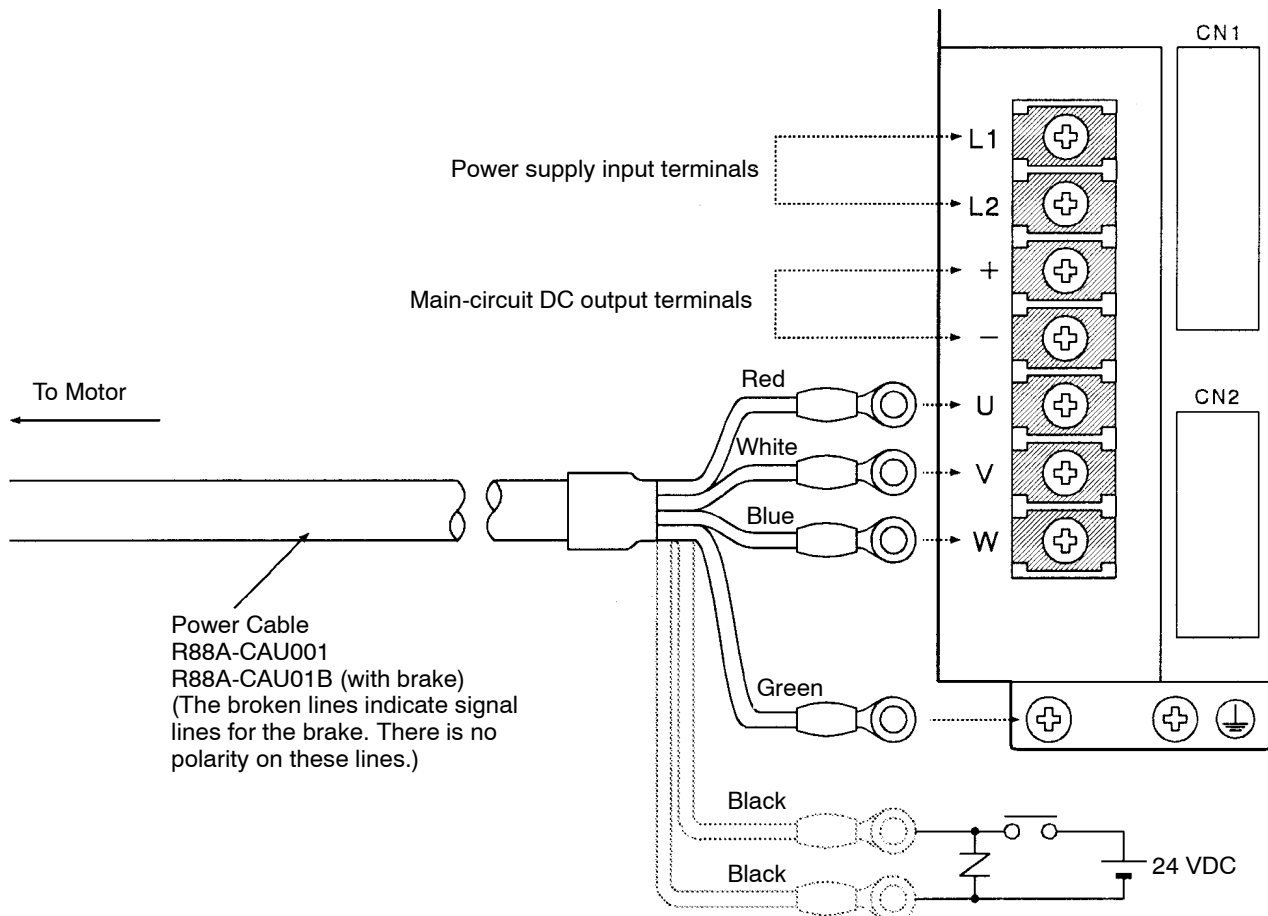 CN1
L1
Power supply input terminals
L2
+
Main-circuit DC output terminals
−
To Motor
Red
U
CN2
White
V
Blue
W
Power Cable
R88A-CAU001
R88A-CAU01B (with brake)
(The broken lines indicate signal
lines for the brake. There is no
polarity on these lines.)
Green
Black
Black
24 VDC